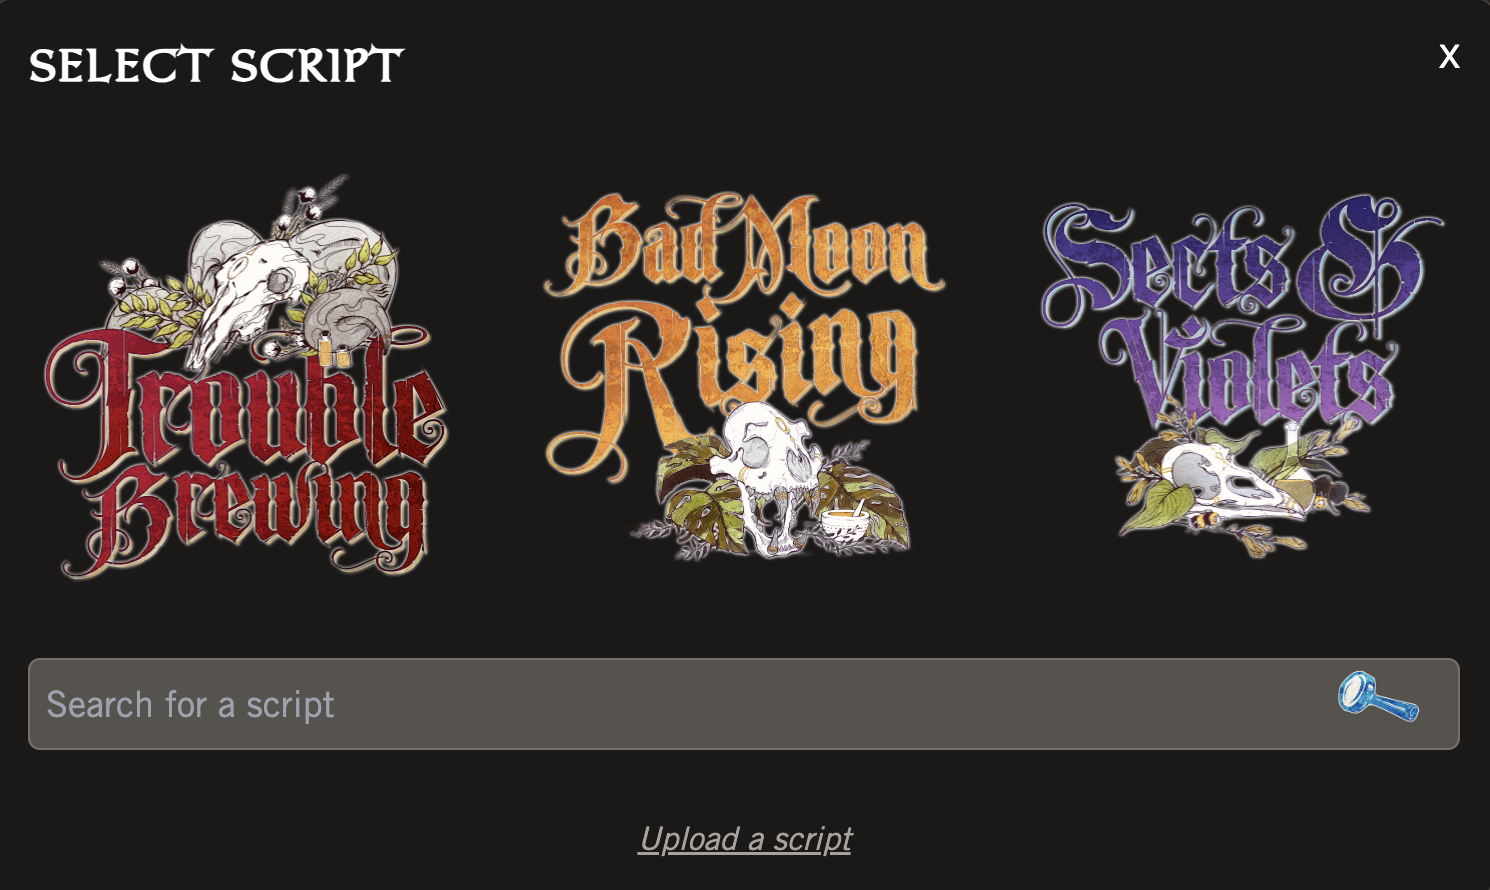 SELECT SCRIPT
X
Trouble
Brewing
Bad Moon
Rising
Sects &
Violets
Search for a script
Upload a script